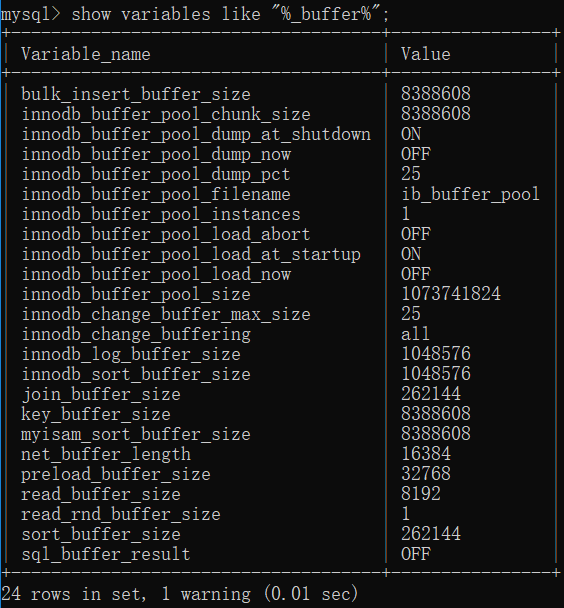 mysql> show variables like "%_buffer%";
Variable_name Value
bulk_insert_buffer_size 8388608
innodb_buffer_pool_chunk_size 8388608
innodb_buffer_pool_dump_at_shutdown ON
innodb_buffer_pool_dump_now OFF
innodb_buffer_pool_dump_pct 25
innodb_buffer_pool_filename ib_buffer_pool
innodb_buffer_pool_instances 1
innodb_buffer_pool_load_abort OFF
innodb_buffer_pool_load_at_startup ON
innodb_buffer_pool_load_now OFF
innodb_buffer_pool_size 1073741824
innodb_change_buffer_max_size 25
innodb_change_buffering all
innodb_log_buffer_size 1048576
innodb_sort_buffer_size 1048576
join_buffer_size 262144
key_buffer_size 8388608
myisam_sort_buffer_size 8388608
net_buffer_length 16384
preload_buffer_size 32768
read_buffer_size 8192
read_rnd_buffer_size 1
sort_buffer_size 262144
sql_buffer_result OFF
24 rows in set, 1 warning (0.01 sec)